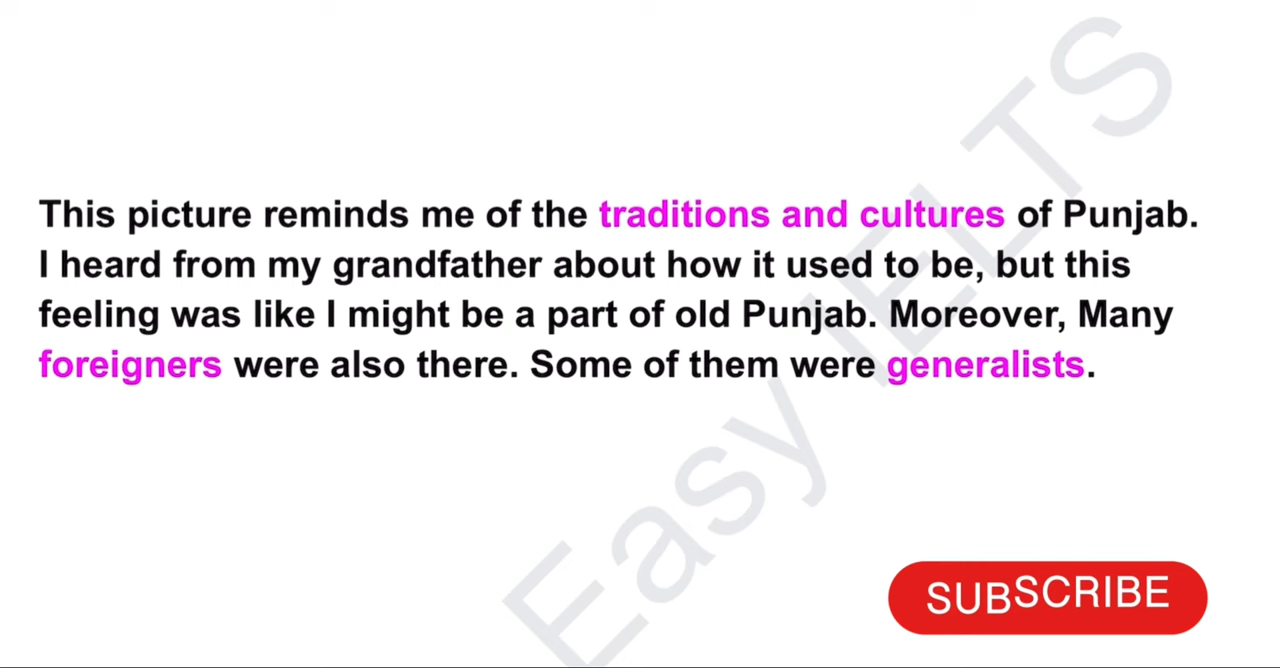 This picture reminds me of the traditions and cultures of Punjab.
I heard from my grandfather about how it used to be, but this
feeling was like I might be a part of old Punjab. Moreover, Many
foreigners were also there. Some of them were generalists.
Easy IELTS
SUBSCRIBE